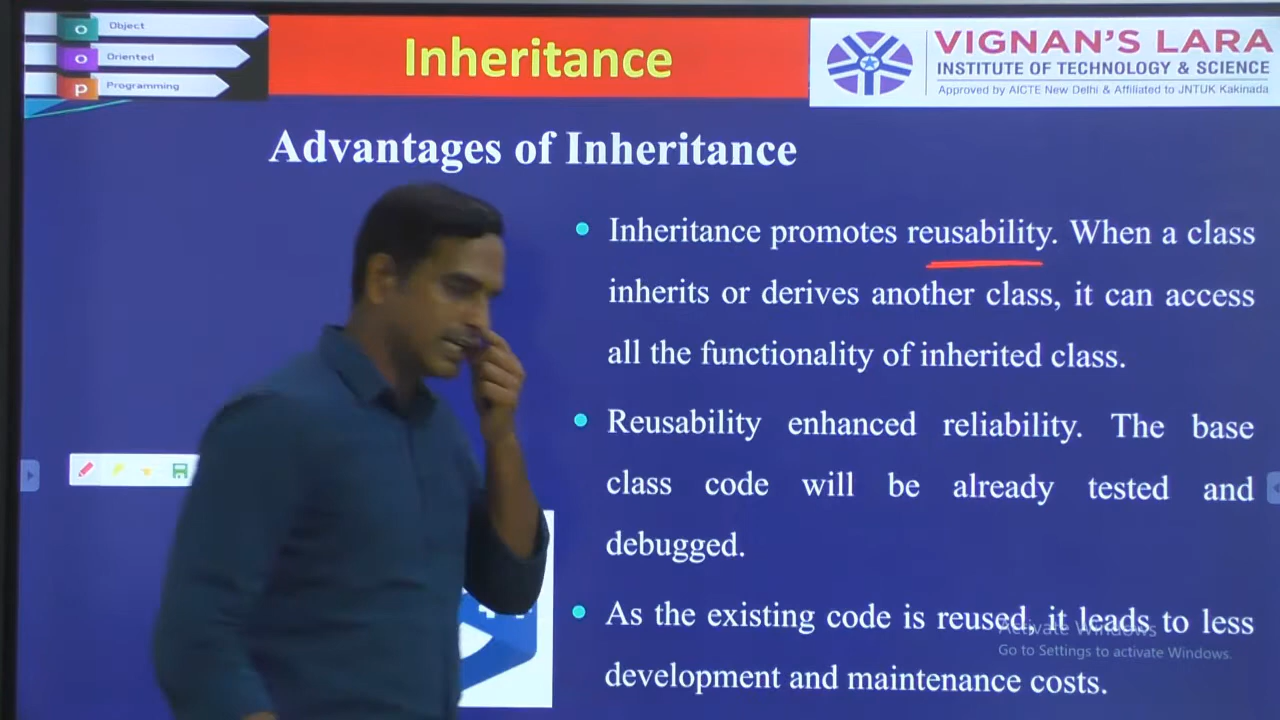 O Object
O Oriented
P Programming
Inheritance
VIGNAN'S LARA
INSTITUTE OF TECHNOLOGY & SCIENCE
Approved by AICTE New Delhi & Affiliated to JNTUK Kakinada
Advantages of Inheritance
Inheritance promotes reusability. When a class
inherits or derives another class, it can access
all the functionality of inherited class.
Reusability enhanced reliability. The base
class code will be already tested and
debugged.
As the existing code is reused, it leads to less
development and maintenance costs.
Activate Windows
Go to Settings to activate Windows.